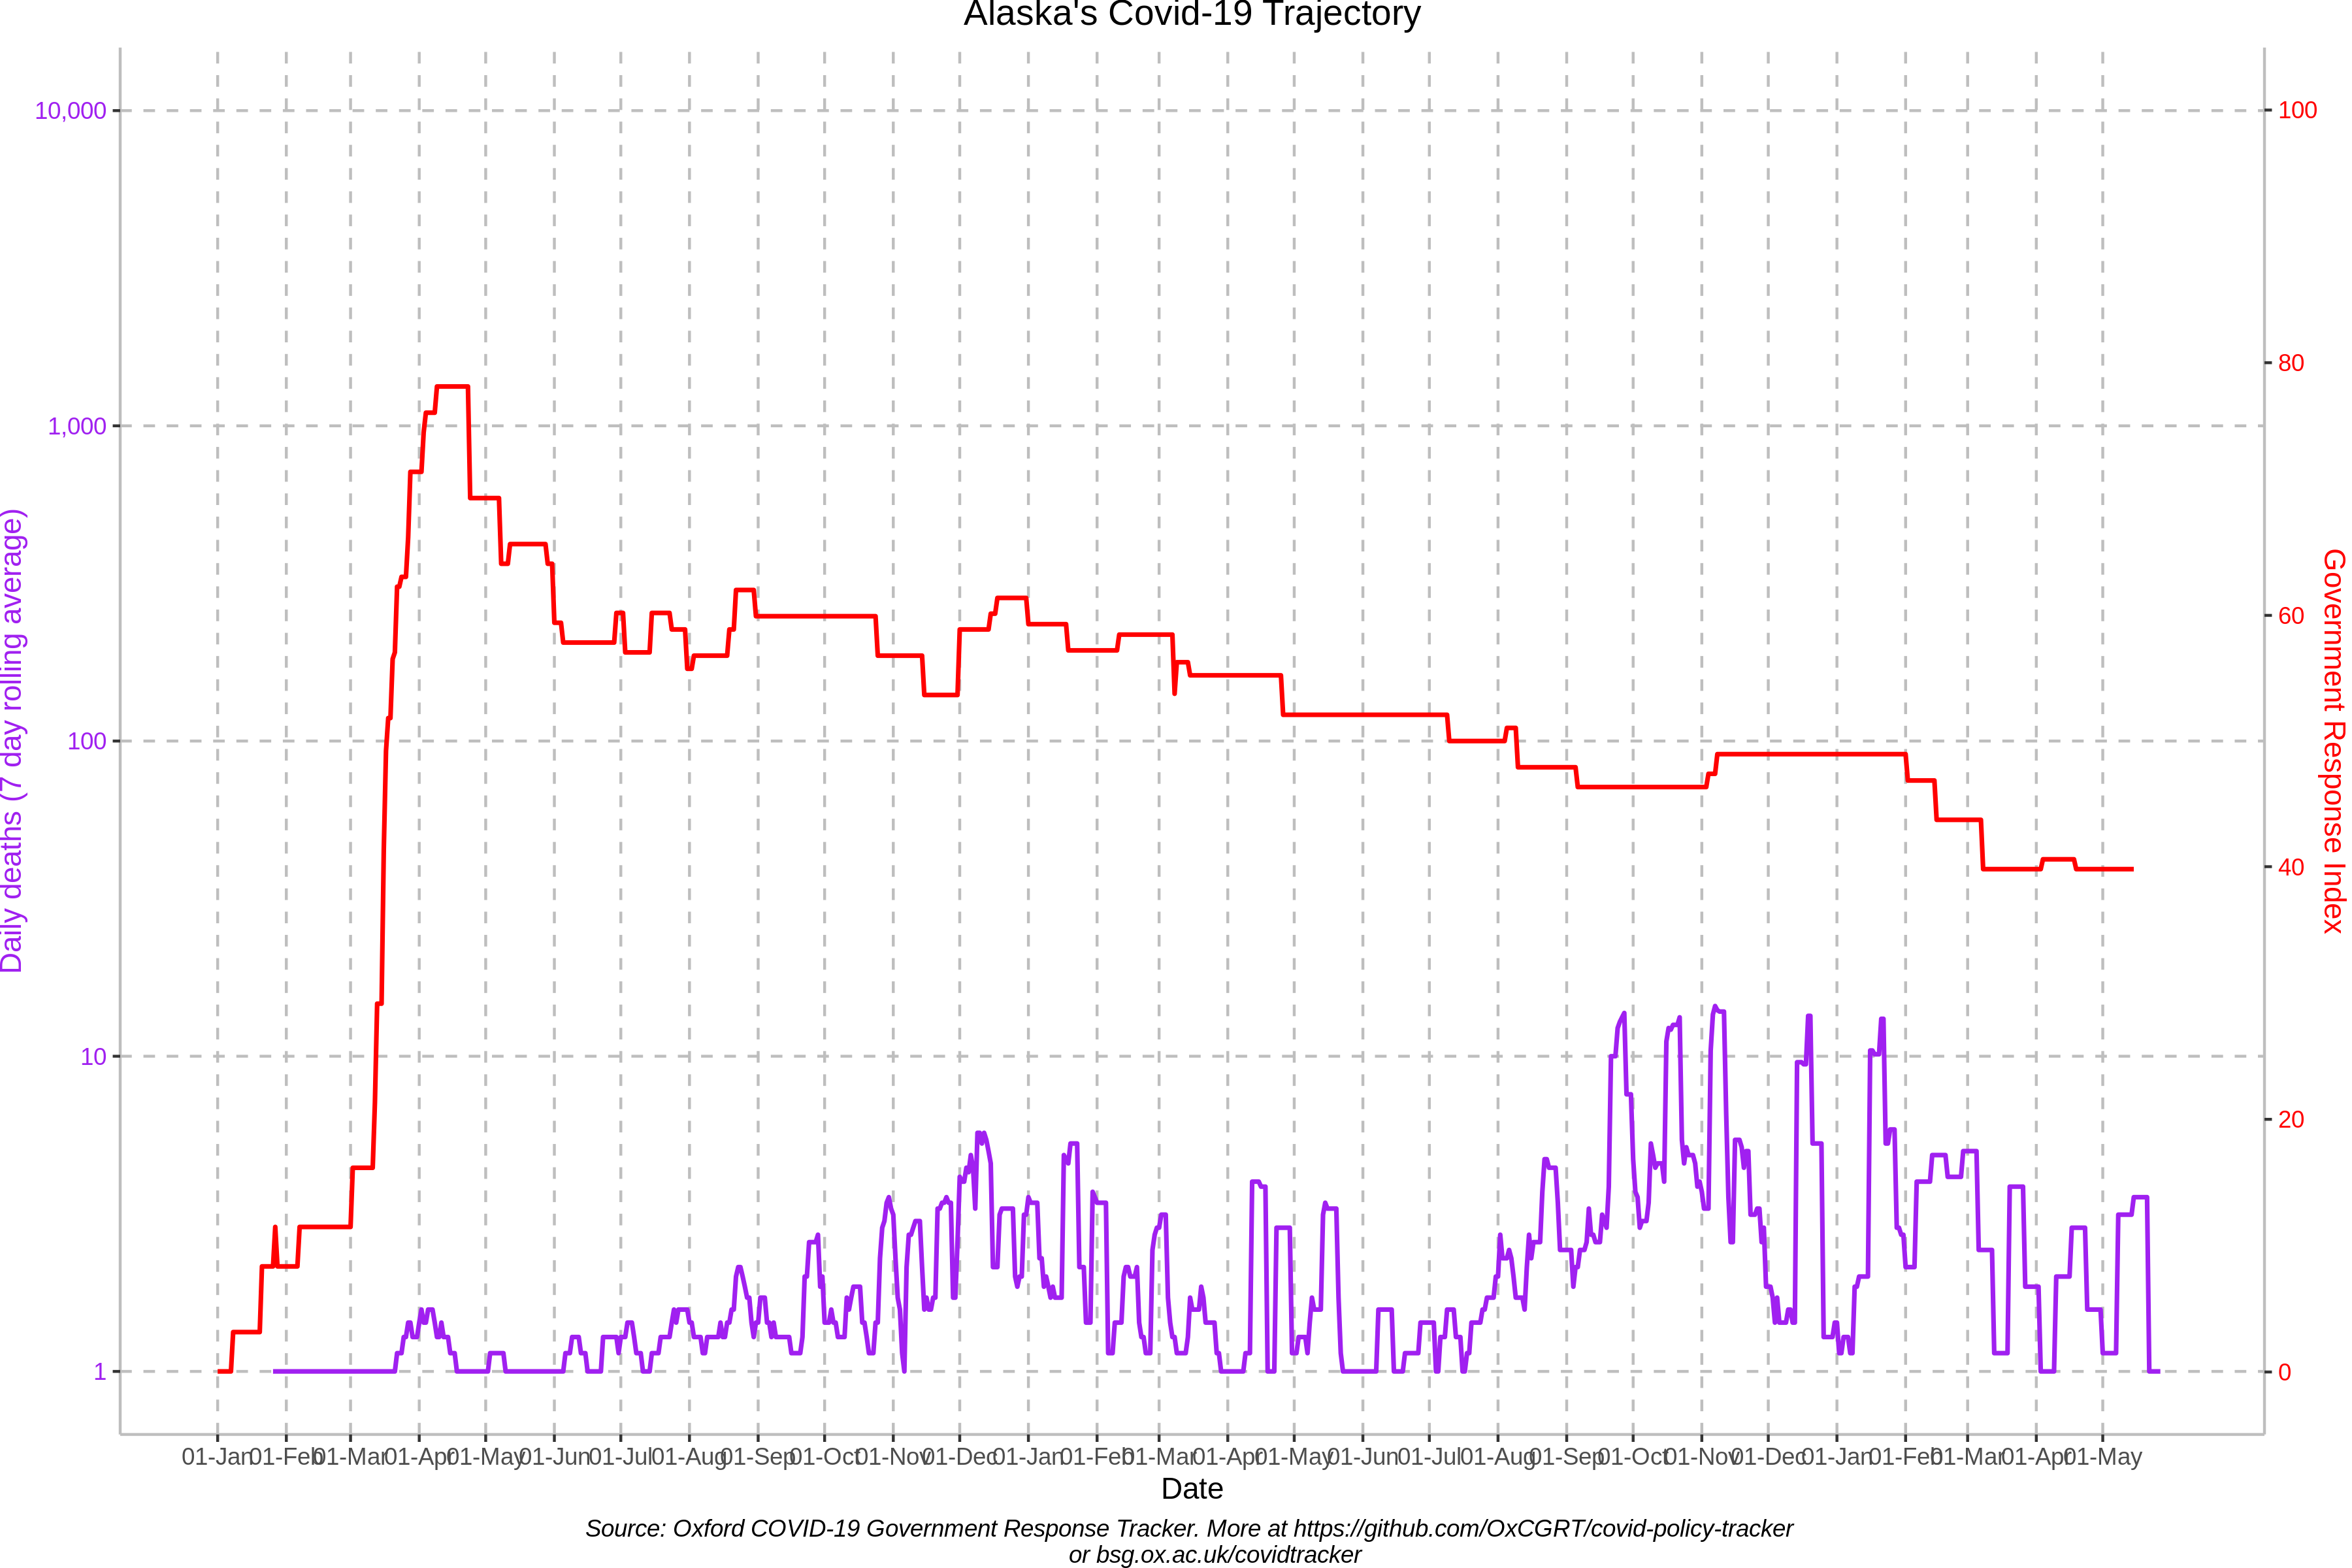 Alaska's Covid-19 Trajectory
Daily deaths (7 day rolling average)
10,000
1,000
100
10
1
100
80
60
40
20
0
Government Response Index
01-Jan 01-Feb 01-Mar 01-Apr 01-May 01-Jun 01-Jul 01-Aug 01-Sep 01-Oct 01-Nov 01-Dec 01-Jan 01-Feb 01-Mar 01-Apr 01-May 01-Jun 01-Jul 01-Aug 01-Sep 01-Oct 01-Nov 01-Dec 01-Jan 01-Feb 01-Mar 01-Apr 01-May
Date
Source: Oxford COVID-19 Government Response Tracker. More at https://github.com/OxCGRT/covid-policy-tracker
or bsg.ox.ac.uk/covidtracker